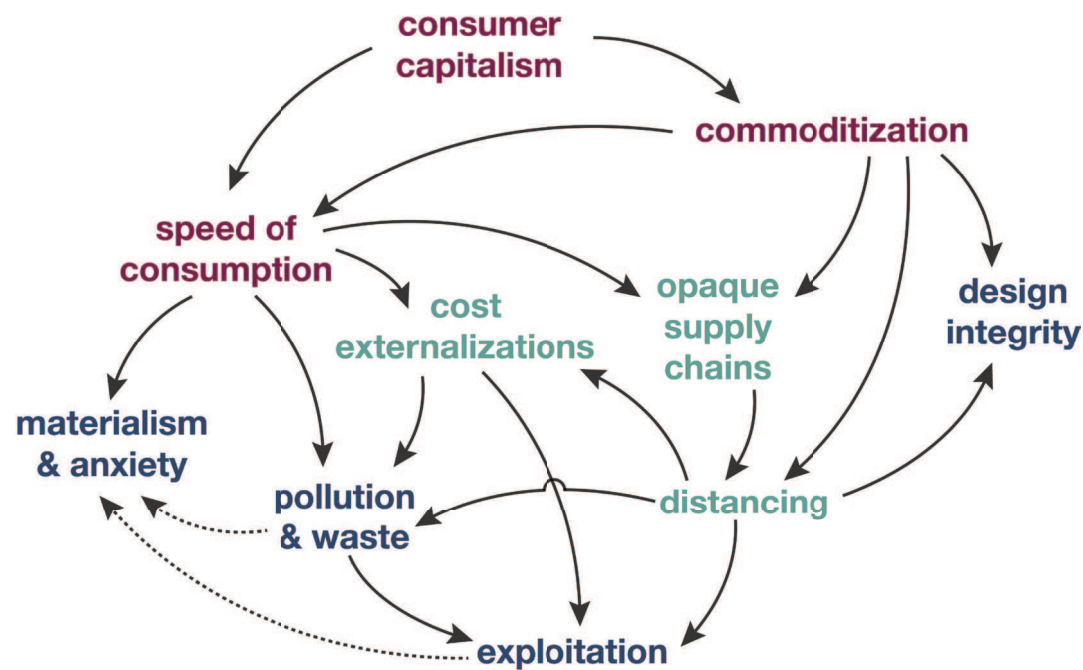 consumer
capitalism
commoditization
speed of
consumption
cost
externalizations
opaque
supply
chains
design
integrity
materialism
& anxiety
pollution
& waste
distancing
exploitation